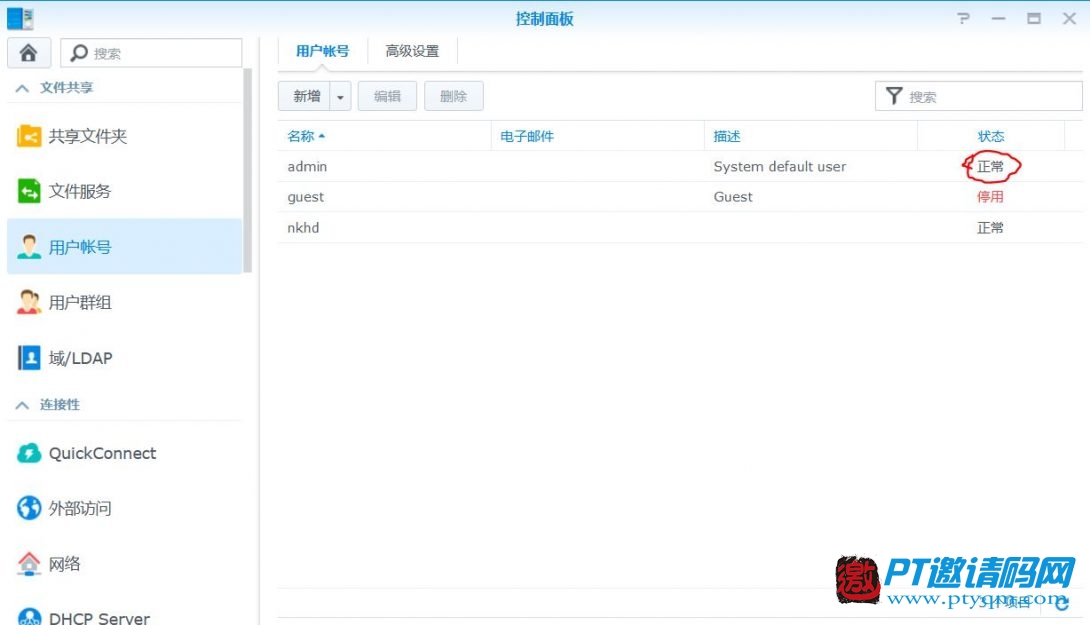 控制面板
搜索
文件共享
共享文件夹
文件服务
用户帐号
用户群组
域/LDAP
连接性
QuickConnect
外部访问
网络
DHCP Server
用户帐号 高级设置
新增 编辑 删除 搜索
名称 电子邮件 描述 状态
admin System default user 正常
guest Guest 停用
nkhd 正常
邀 PT邀请码网
www.ptyqm.com
3个项目